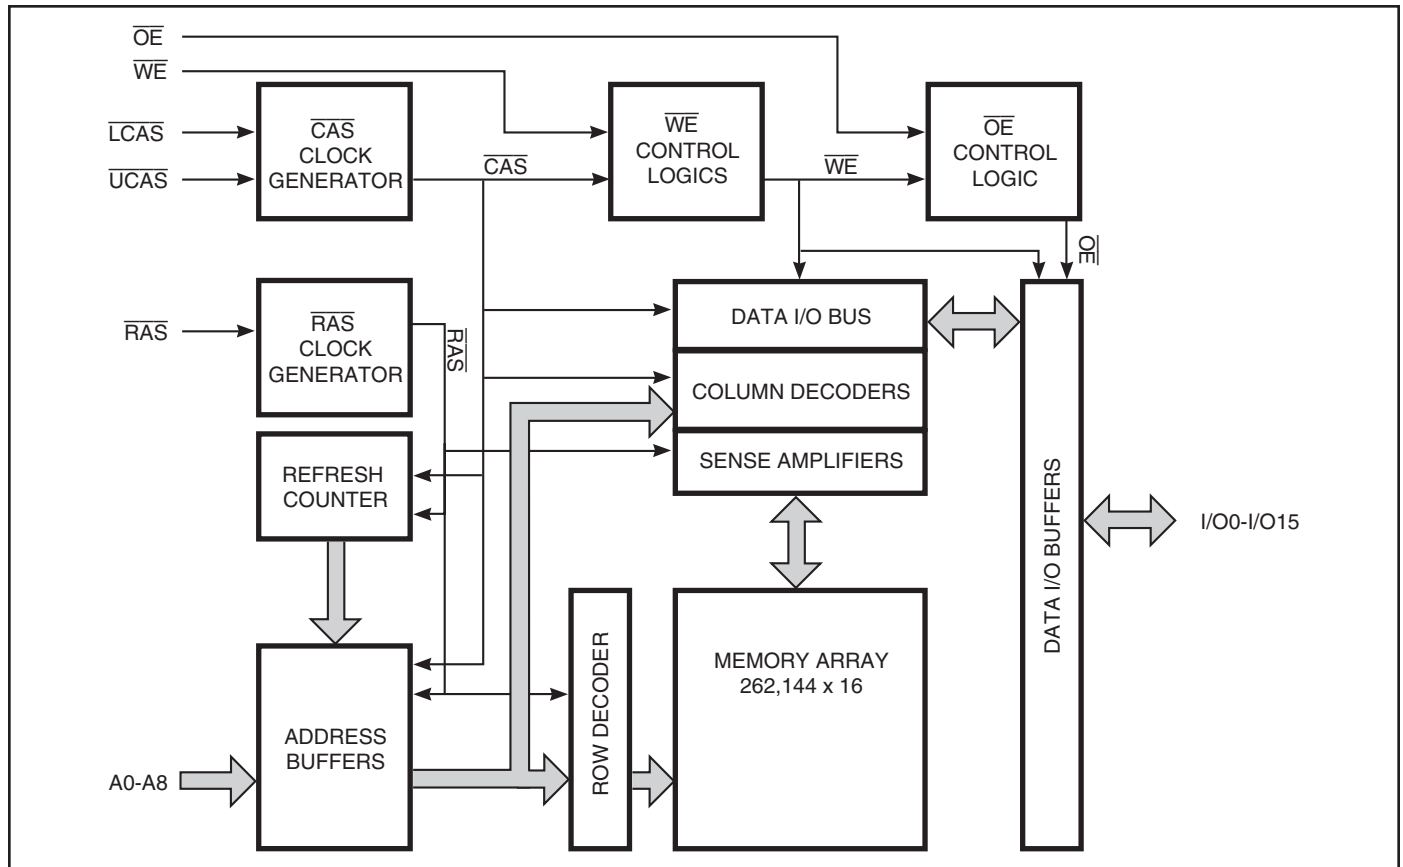 OE
WE
LCAS
UCAS
CAS
CLOCK
GENERATOR
CAS
WE
CONTROL
LOGICS
WE
OE
CONTROL
LOGIC
OE
RAS
RAS
CLOCK
GENERATOR
RAS
DATA I/O BUS
COLUMN DECODERS
SENSE AMPLIFIERS
REFRESH
COUNTER
DATA I/O BUFFERS
I/O0-I/O15
ROW DECODER
MEMORY ARRAY
262,144 x 16
ADDRESS
BUFFERS
A0-A8